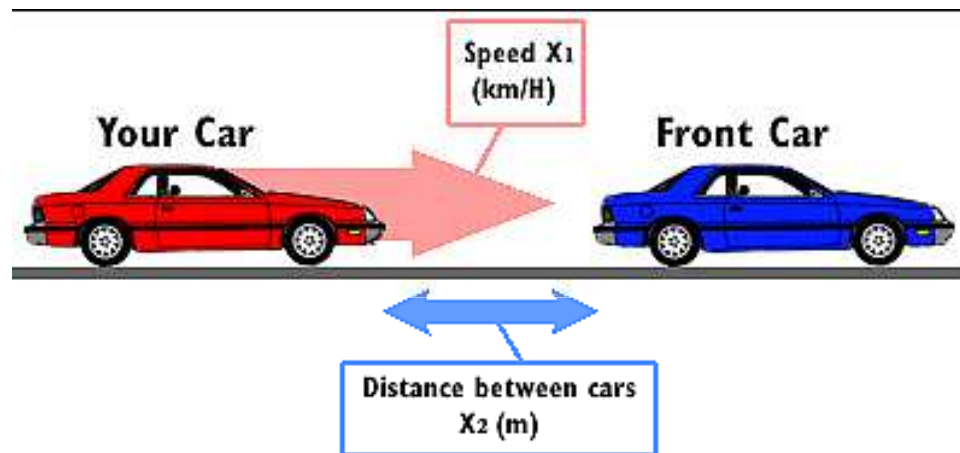 Speed X1
(km/H)
Your Car
Front Car
Distance between cars
X2 (m)